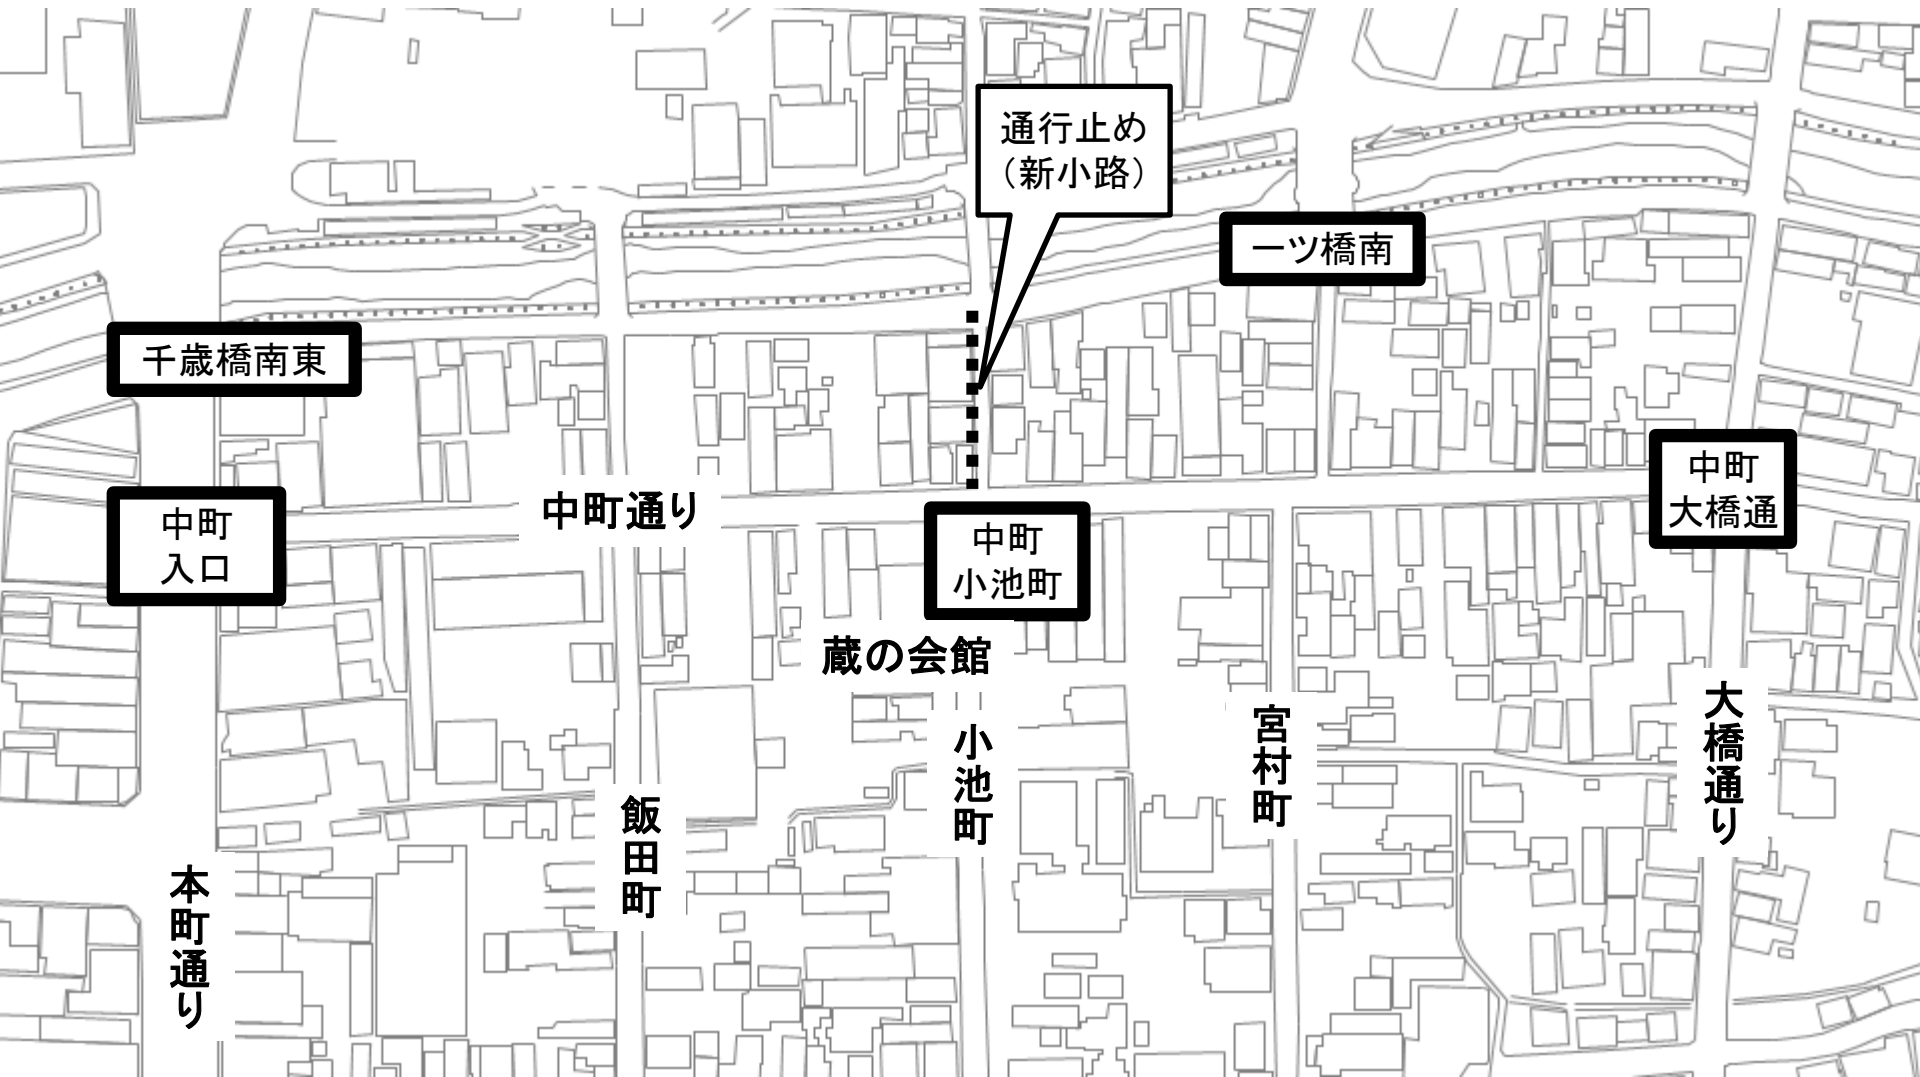 通行止め
（新小路）
一ツ橋南
千歳橋南東
中町
大橋通
中町通り
中町
入口
中町
小池町
蔵の会館
大橋通り
宮村町
小池町
飯田町
本町通り